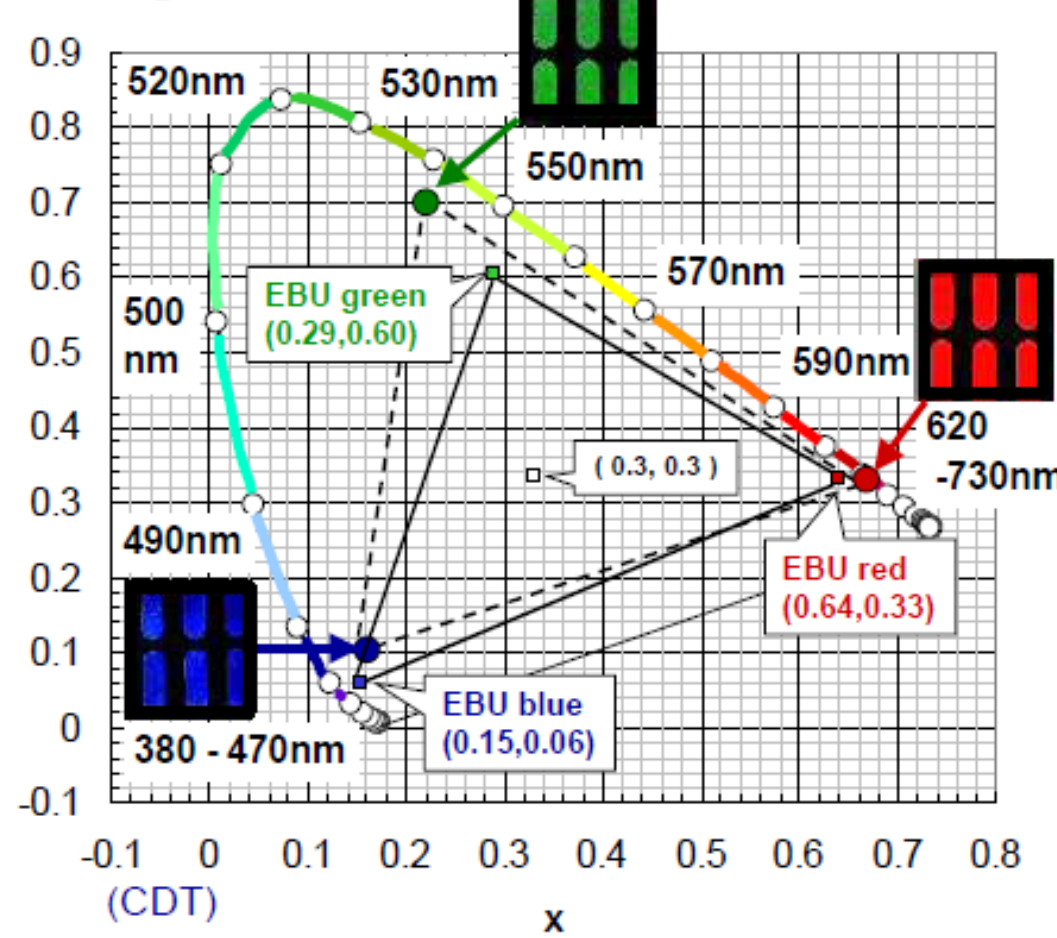 0.9
520nm
530nm
0.8
550nm
0.7
0.6
570nm
EBU green
(0.29,0.60)
500
nm
0.5
590nm
0.4
620
-730nm
( 0.3, 0.3 )
0.3
490nm
0.2
EBU red
(0.64,0.33)
0.1
EBU blue
(0.15,0.06)
0
380 - 470nm
-0.1
-0.1 0 0.1 0.2 0.3 0.4 0.5 0.6 0.7 0.8
(CDT)
x